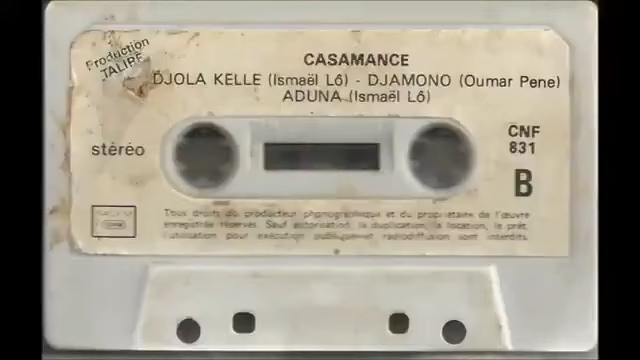 Production
TALIBE
CASAMANCE
DJOLA KELLE (Ismaël Lô) - DJAMONO (Oumar Pene)
ADUNA (Ismaël Lô)
stéréo
CNF
831
B
Tous droits du producteur phonographique et du propriétaire de l'œuvre
enregistrée réservés. Sauf autorisation, la duplication, la location, le prêt,
l'utilisation pour exécution publique et radiodiffusion sont interdits.